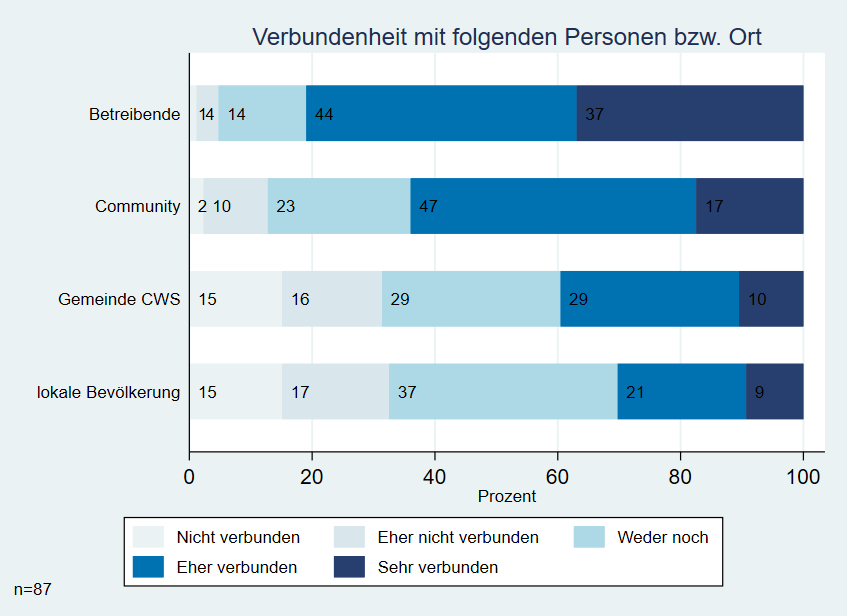 Verbundenheit mit folgenden Personen bzw. Ort
Betreibende 1 4 14 44 37
Community 2 10 23 47 17
Gemeinde CWS 15 16 29 29 10
lokale Bevölkerung 15 17 37 21 9
0 20 40 60 80 100
Prozent
Nicht verbunden Eher nicht verbunden Weder noch
Eher verbunden Sehr verbunden
n=87